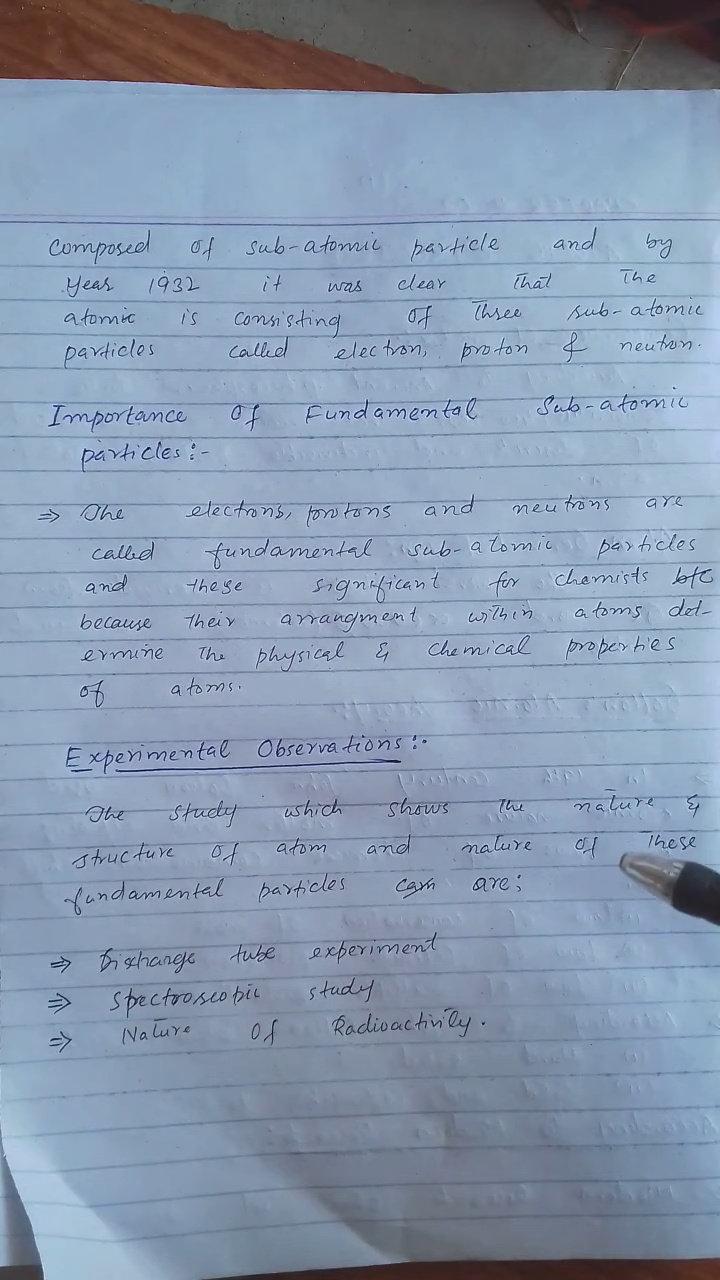 Composed of sub-atomic particle and by
Year 1932 it was clear that the
atomic is consisting of three sub-atomic
particles called electron, proton & neutron.
Importance of Fundamental Sub-atomic
particles:-
⇒ The electrons, protons and neutrons are
called fundamental sub-atomic particles
and these significant for chemists
because their arrangment within atoms det-
ermine the physical & chemical properties
of atoms.
Experimental Observations:-
The study which shows the nature &
structure of atom and nature of these
fundamental particles are:
⇒ Dischange tube experiment
⇒ Spectroscopic study
⇒ Nature of Radioactivity.